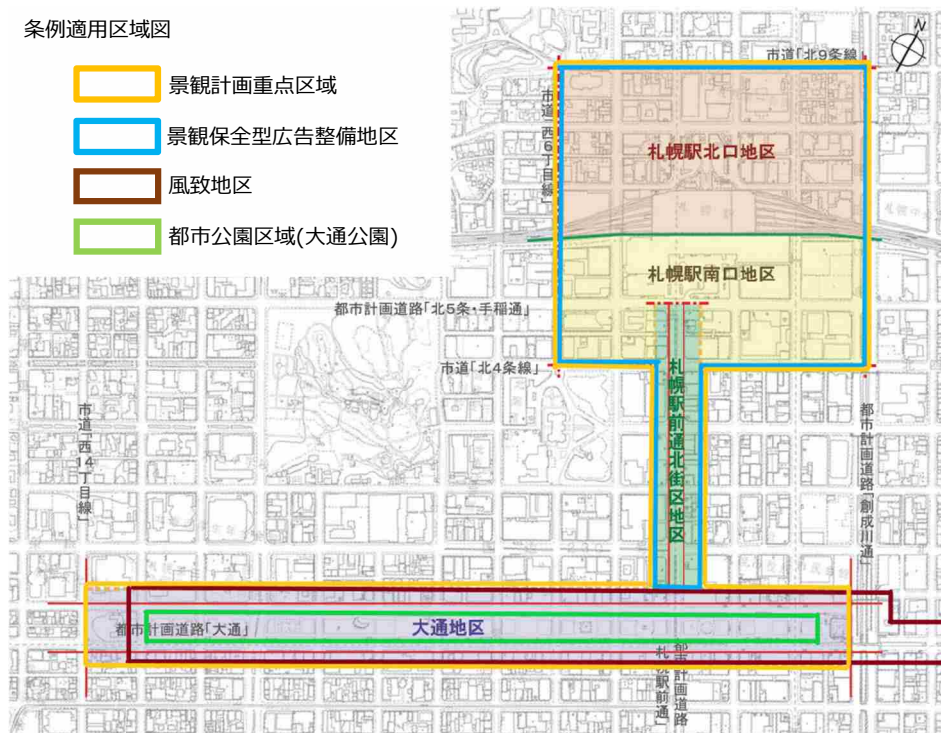 条例適用区域図
N
景観計画重点区域
景観保全型広告整備地区
風致地区
都市公園区域(大通公園)
市道「北9条線」
市道「西6丁目線」
札幌駅北口地区
札幌駅南口地区
都市計画道路「北5条・手稲通」
市道「北4条線」
札幌駅前通北街区地区
市道「西14丁目線」
都市計画道路「創成川通」
都市計画道路「大通」
大通地区
都市計画道路
札幌駅前通」